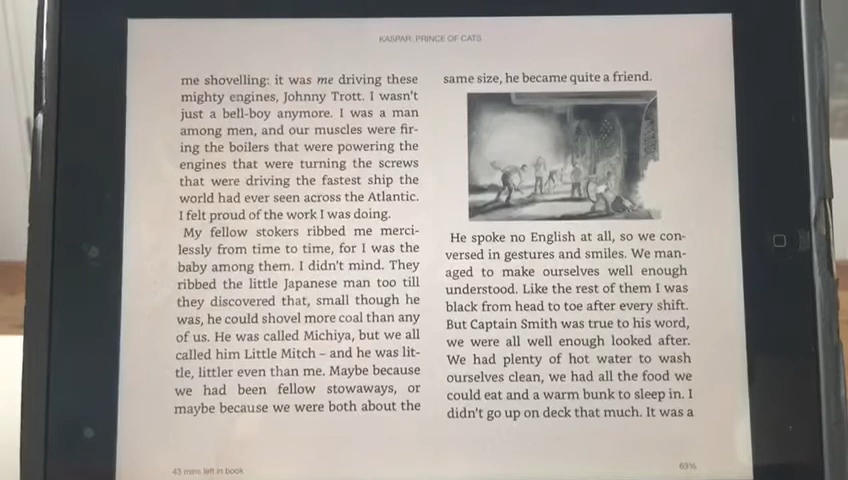 KASPAR: PRINCE OF CATS
me shovelling: it was me driving these
mighty engines, Johnny Trott. I wasn't
just a bell-boy anymore. I was a man
among men, and our muscles were fir-
ing the boilers that were powering the
engines that were turning the screws
that were driving the fastest ship the
world had ever seen across the Atlantic.
I felt proud of the work I was doing.
My fellow stokers ribbed me merci-
lessly from time to time, for I was the
baby among them. I didn't mind. They
ribbed the little Japanese man too till
they discovered that, small though he
was, he could shovel more coal than any
of us. He was called Michiya, but we all
called him Little Mitch – and he was lit-
tle, littler even than me. Maybe because
we had been fellow stowaways, or
maybe because we were both about the
same size, he became quite a friend.
He spoke no English at all, so we con-
versed in gestures and smiles. We man-
aged to make ourselves well enough
understood. Like the rest of them I was
black from head to toe after every shift.
But Captain Smith was true to his word,
we were all well enough looked after.
We had plenty of hot water to wash
ourselves clean, we had all the food we
could eat and a warm bunk to sleep in. I
didn't go up on deck that much. It was a
43 mins left in book
63%